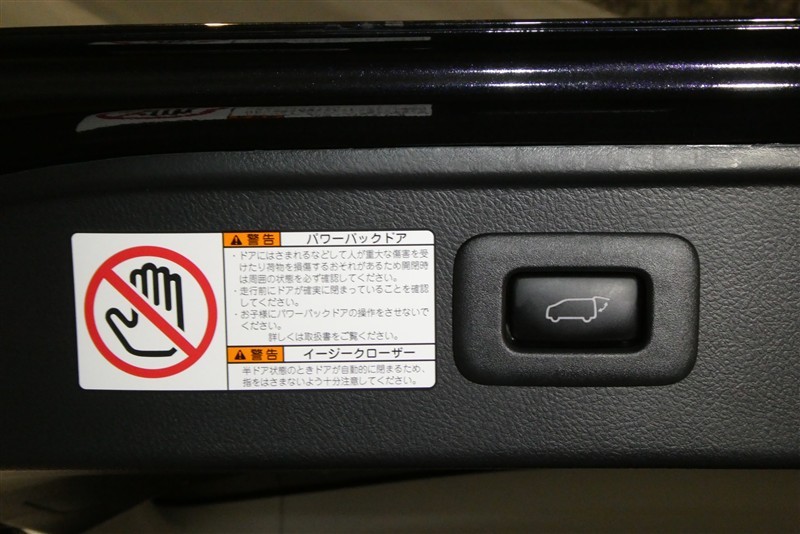 警告 パワーバックドア
・ドアにはさまれるなどして人が重大な傷害を受
けたり荷物を損傷するおそれがあるため開閉時
は周囲の状態を必ず確認してください。
・走行前にドアが確実に閉まっていることを確認
してください。
・お子様にパワーバックドアの操作をさせないで
ください。
詳しくは取扱書をご覧ください。
警告 イージークローザー
半ドア状態のときドアが自動的に閉まるため、
指をはさまないよう十分注意してください。